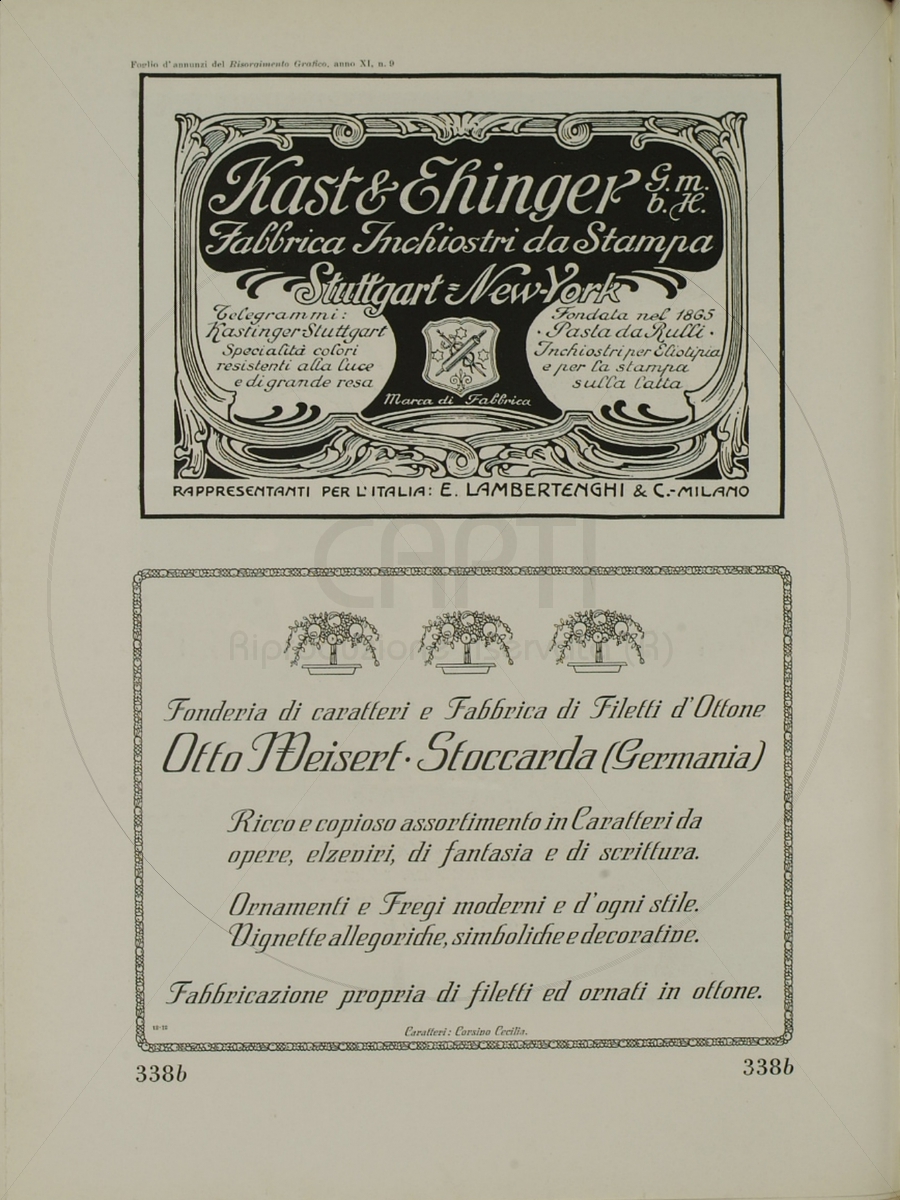 Foglio d'annunzi del Risorgimento Grafico, anno XI, n. 9
Kast & Ehinger G. m. b. H.
Fabbrica Inchiostri da Stampa
Stuttgart = New-York
Telegrammi:
Kastinger Stuttgart
Specialità colori
resistenti alla luce
e di grande resa
Fondata nel 1865
· Pasta da Rulli ·
Inchiostri per Eliotipia
e per la stampa
sulla latta
Marca di Fabbrica
RAPPRESENTANTI PER L'ITALIA: E. LAMBERTENGHI & C.-MILANO
CAPTI
Riproduzione riservata (R)
Fonderia di caratteri e Fabbrica di Filetti d'Ottone
Otto Weisert · Stoccarda (Germania)
Ricco e copioso assortimento in Caratteri da
opere, elzeviri, di fantasia e di scrittura.
Ornamenti e Fregi moderni e d'ogni stile.
Vignette allegoriche, simboliche e decorative.
Fabbricazione propria di filetti ed ornati in ottone.
12-12
Caratteri: Corsivo Cecilia.
338b
338b